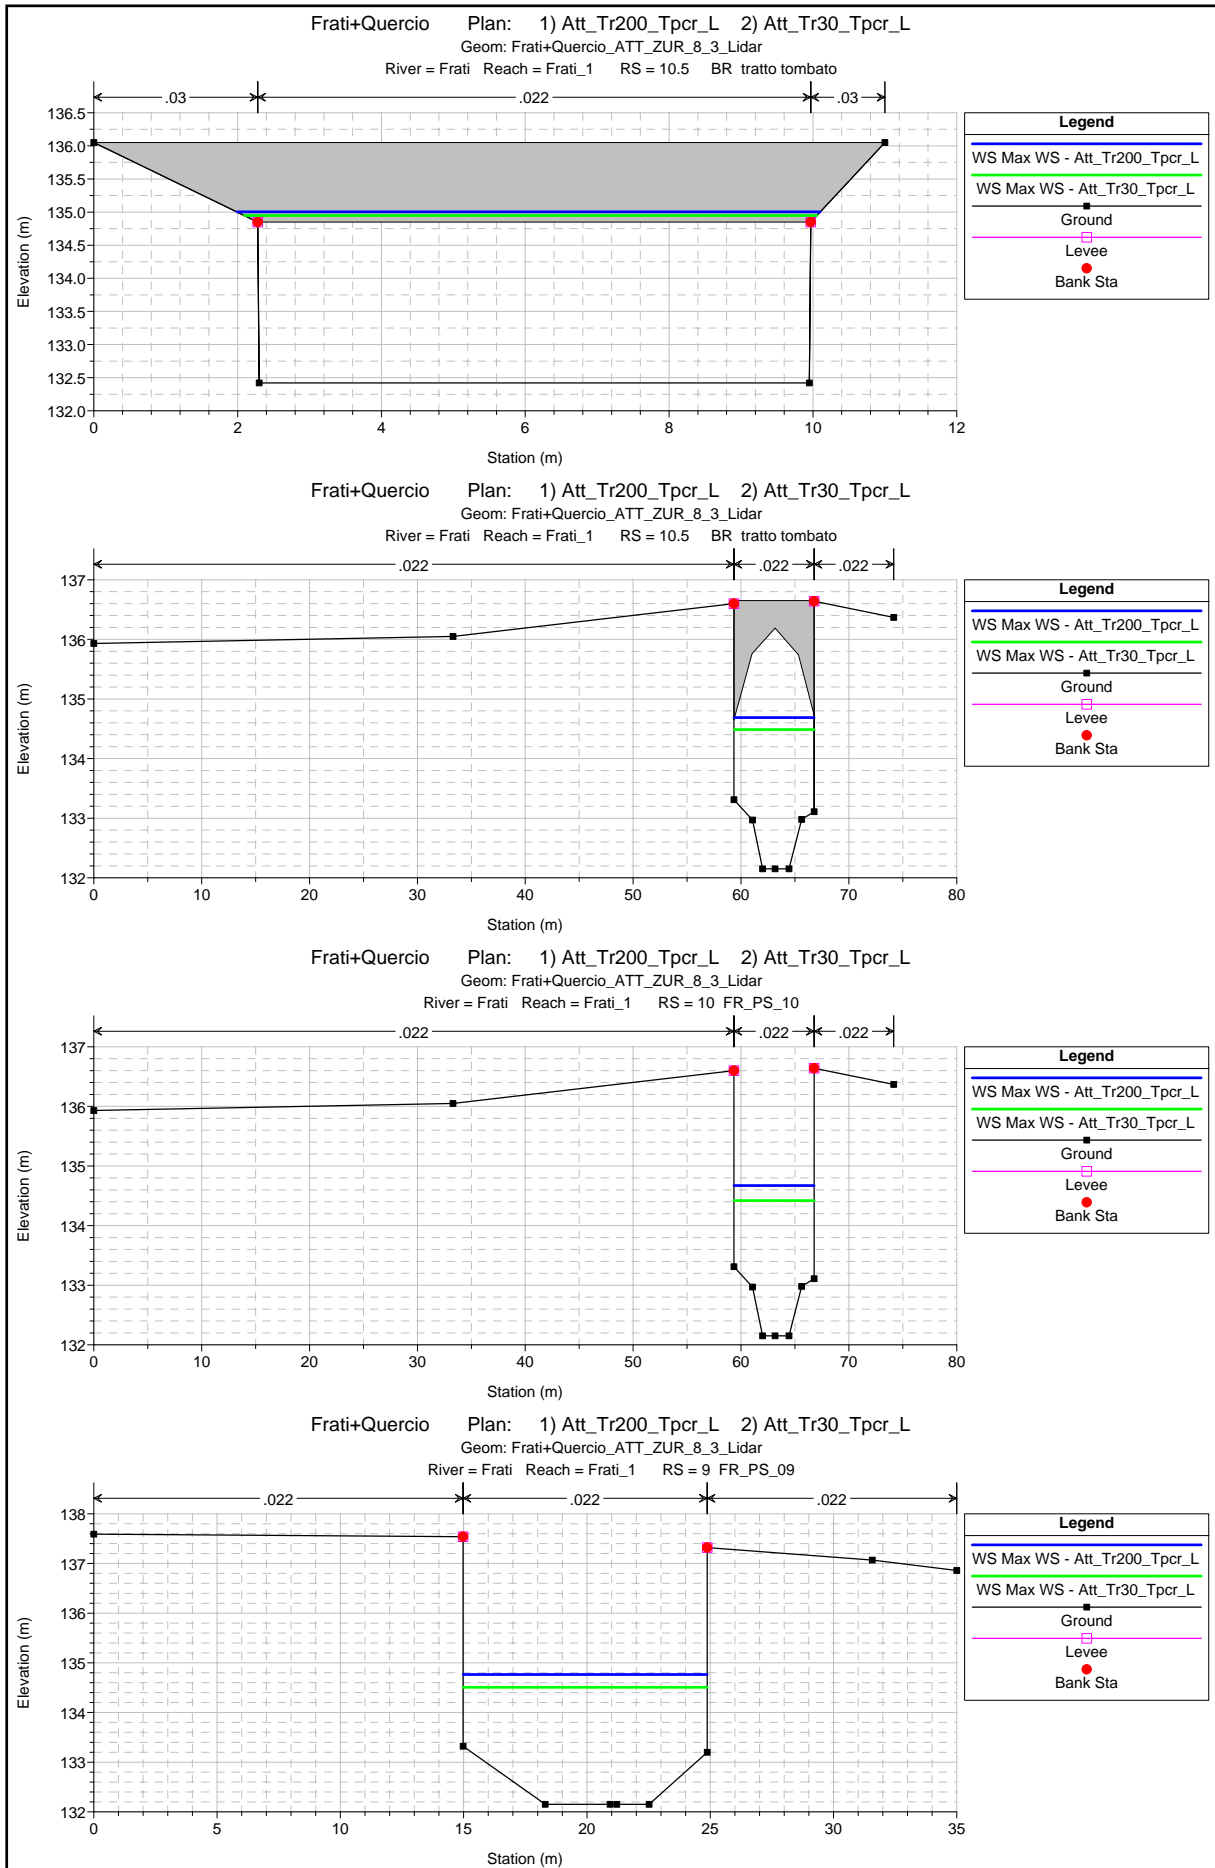 Frati+Quercio Plan: 1) Att_Tr200_Tpcr_L 2) Att_Tr30_Tpcr_L
Geom: Frati+Quercio_ATT_ZUR_8_3_Lidar
River = Frati Reach = Frati_1 RS = 10.5 BR tratto tombato
.03 .022 .03
136.5
136.0
135.5
135.0
134.5
134.0
133.5
133.0
132.5
132.0
0 2 4 6 8 10 12
Station (m)
Elevation (m)
Legend
WS Max WS - Att_Tr200_Tpcr_L
WS Max WS - Att_Tr30_Tpcr_L
Ground
Levee
Bank Sta
Frati+Quercio Plan: 1) Att_Tr200_Tpcr_L 2) Att_Tr30_Tpcr_L
Geom: Frati+Quercio_ATT_ZUR_8_3_Lidar
River = Frati Reach = Frati_1 RS = 10.5 BR tratto tombato
.022 .022 .022
137
136
135
134
133
132
0 10 20 30 40 50 60 70 80
Station (m)
Elevation (m)
Legend
WS Max WS - Att_Tr200_Tpcr_L
WS Max WS - Att_Tr30_Tpcr_L
Ground
Levee
Bank Sta
Frati+Quercio Plan: 1) Att_Tr200_Tpcr_L 2) Att_Tr30_Tpcr_L
Geom: Frati+Quercio_ATT_ZUR_8_3_Lidar
River = Frati Reach = Frati_1 RS = 10 FR_PS_10
.022 .022 .022
137
136
135
134
133
132
0 10 20 30 40 50 60 70 80
Station (m)
Elevation (m)
Legend
WS Max WS - Att_Tr200_Tpcr_L
WS Max WS - Att_Tr30_Tpcr_L
Ground
Levee
Bank Sta
Frati+Quercio Plan: 1) Att_Tr200_Tpcr_L 2) Att_Tr30_Tpcr_L
Geom: Frati+Quercio_ATT_ZUR_8_3_Lidar
River = Frati Reach = Frati_1 RS = 9 FR_PS_09
.022 .022 .022
138
137
136
135
134
133
132
0 5 10 15 20 25 30 35
Station (m)
Elevation (m)
Legend
WS Max WS - Att_Tr200_Tpcr_L
WS Max WS - Att_Tr30_Tpcr_L
Ground
Levee
Bank Sta